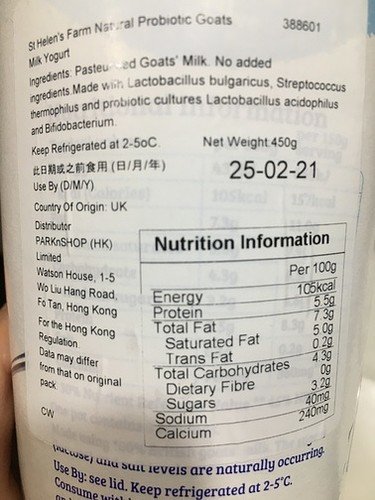 St Helen's Farm Natural Probiotic Goats
Milk Yogurt
388601
Ingredients: Pasteurised Goats' Milk. No added
ingredients.Made with Lactobacillus bulgaricus, Streptococcus
thermophilus and probiotic cultures Lactobacillus acidophilus
and Bifidobacterium.
Keep Refrigerated at 2-5oC.
Net Weight:450g
此日期或之前食用 (日/月/年)
Use By (D/M/Y)
25-02-21
Country Of Origin: UK
Distributor
PARKnSHOP (HK)
Limited
Watson House, 1-5
Wo Liu Hang Road,
Fo Tan, Hong Kong
For the Hong Kong
Regulation.
Data may differ
from that on original
pack.
CW
Nutrition Information
Per 100g
Energy 105kcal
Protein 5.5g
Total Fat 7.3g
Saturated Fat 5.0g
Trans Fat 0.2g
Total Carbohydrates 4.3g
Dietary Fibre 0g
Sugars 3.2g
Sodium 40mg
Calcium 240mg
(lactose) and salt levels are naturally occurring.
Use By: see lid. Keep refrigerated at 2-5°C.
Consume